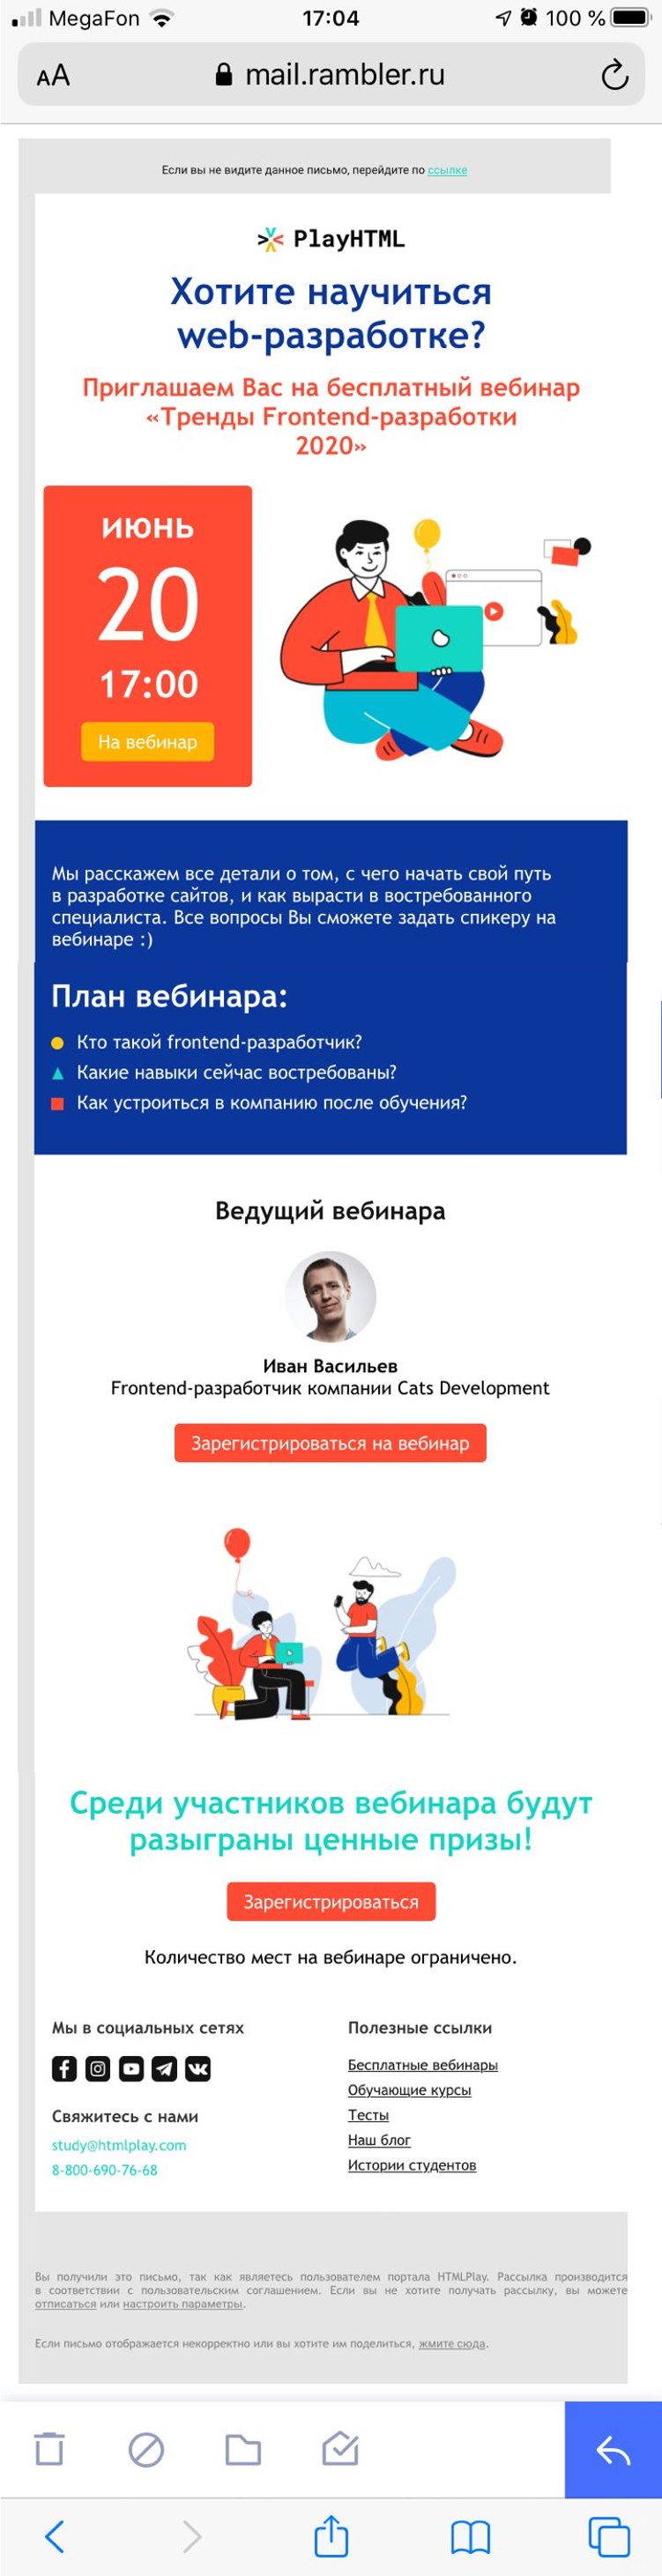 MegaFon 17:04 100 %
AA mail.rambler.ru
Если вы не видите данное письмо, перейдите по ссылке
PlayHTML
Хотите научиться
web-разработке?
Приглашаем Вас на бесплатный вебинар
«Тренды Frontend-разработки
2020»
ИЮНЬ
20
17:00
На вебинар
Мы расскажем все детали о том, с чего начать свой путь
в разработке сайтов, и как вырасти в востребованного
специалиста. Все вопросы Вы сможете задать спикеру на
вебинаре :)
План вебинара:
Кто такой frontend-разработчик?
Какие навыки сейчас востребованы?
Как устроиться в компанию после обучения?
Ведущий вебинара
Иван Васильев
Frontend-разработчик компании Cats Development
Зарегистрироваться на вебинар
Среди участников вебинара будут
разыграны ценные призы!
Зарегистрироваться
Количество мест на вебинаре ограничено.
Мы в социальных сетях
Свяжитесь с нами
study@htmlplay.com
8-800-690-76-68
Полезные ссылки
Бесплатные вебинары
Обучающие курсы
Тесты
Наш блог
Истории студентов
Вы получили это письмо, так как являетесь пользователем портала HTMLPlay. Рассылка производится
в соответствии с пользовательским соглашением. Если вы не хотите получать рассылку, вы можете
отписаться или настроить параметры.
Если письмо отображается некорректно или вы хотите им поделиться, жмите сюда.